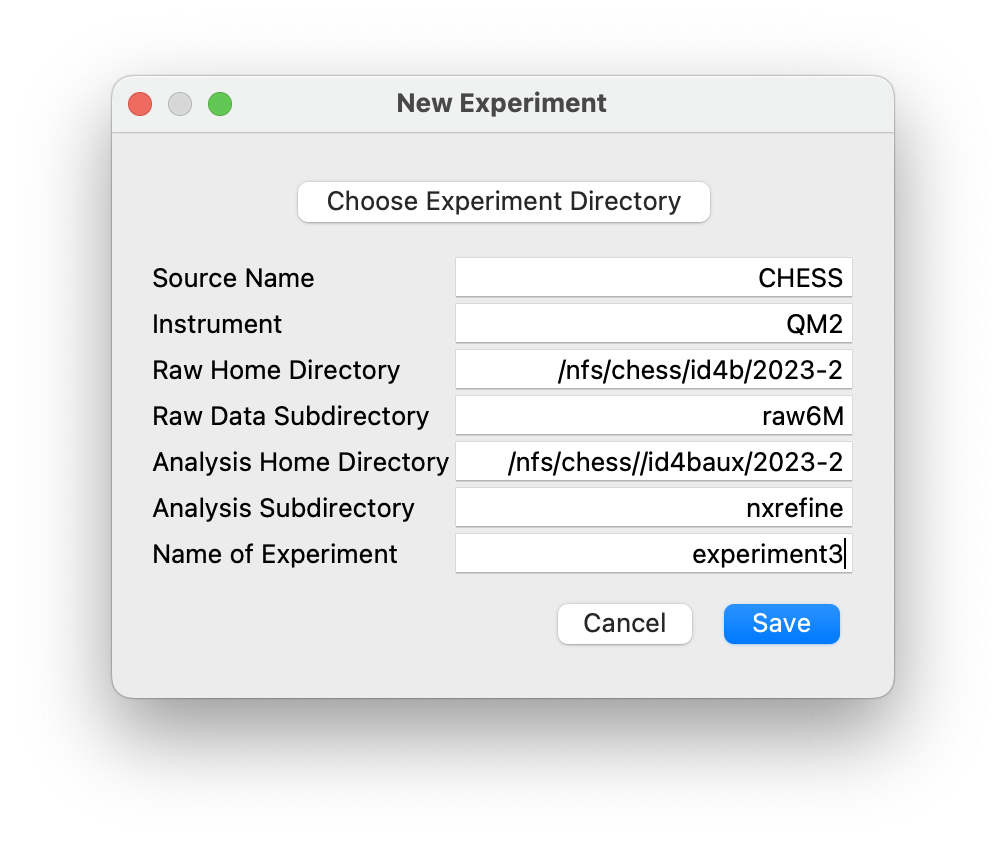 New Experiment
Choose Experiment Directory
Source Name CHESS
Instrument QM2
Raw Home Directory /nfs/chess/id4b/2023-2
Raw Data Subdirectory raw6M
Analysis Home Directory /nfs/chess//id4baux/2023-2
Analysis Subdirectory nxrefine
Name of Experiment experiment3
Cancel Save